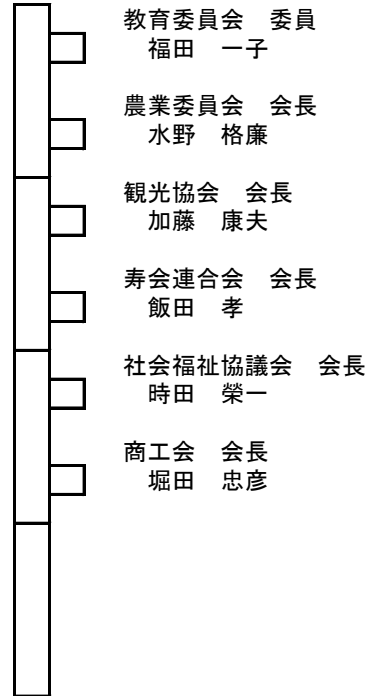 教育委員会　委員
福田　一子
農業委員会　会長
水野　格廉
観光協会　会長
加藤　康夫
寿会連合会　会長
飯田　孝
社会福祉協議会　会長
時田　榮一
商工会　会長
堀田　忠彦